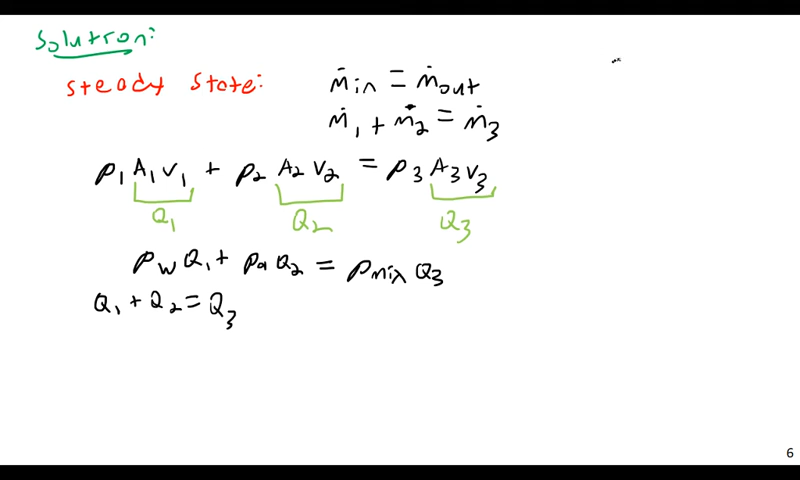 Solution:
steady state: ṁin = ṁout
ṁ1 + ṁ2 = ṁ3
ρ1 A1 V1 + ρ2 A2 V2 = ρ3 A3 V3
Q1 Q2 Q3
ρw Q1 + ρa Q2 = ρmix Q3
Q1 + Q2 = Q3
6